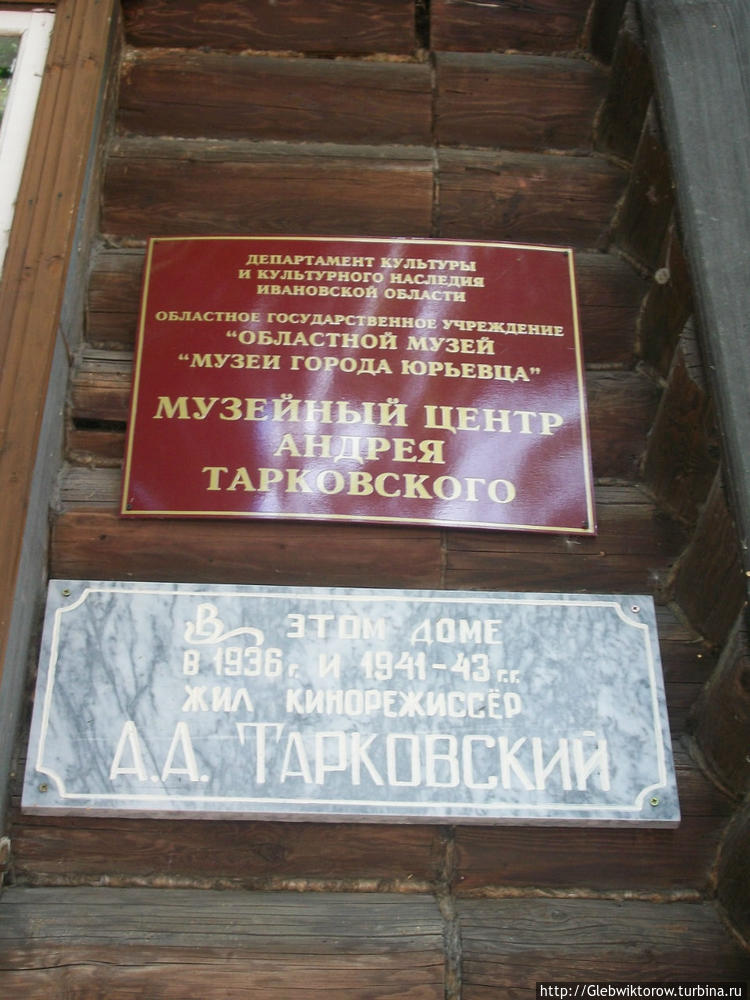 ДЕПАРТАМЕНТ КУЛЬТУРЫ
И КУЛЬТУРНОГО НАСЛЕДИЯ
ИВАНОВСКОЙ ОБЛАСТИ
ОБЛАСТНОЕ ГОСУДАРСТВЕННОЕ УЧРЕЖДЕНИЕ
"ОБЛАСТНОЙ МУЗЕЙ
"МУЗЕИ ГОРОДА ЮРЬЕВЦА"
МУЗЕЙНЫЙ ЦЕНТР
АНДРЕЯ
ТАРКОВСКОГО
В ЭТОМ ДОМЕ
В 1936 г. И 1941-43 г.г.
ЖИЛ КИНОРЕЖИССЁР
А.А. ТАРКОВСКИЙ
http://Glebwiktorow.turbina.ru/